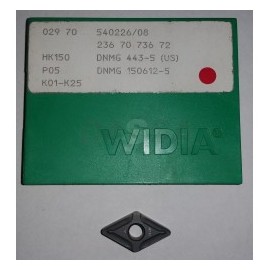 029 70 540226/08
236 70 736 72
HK150 DNMG 443-5 (US)
P05 DNMG 150612-5
K01-K25
WIDIA